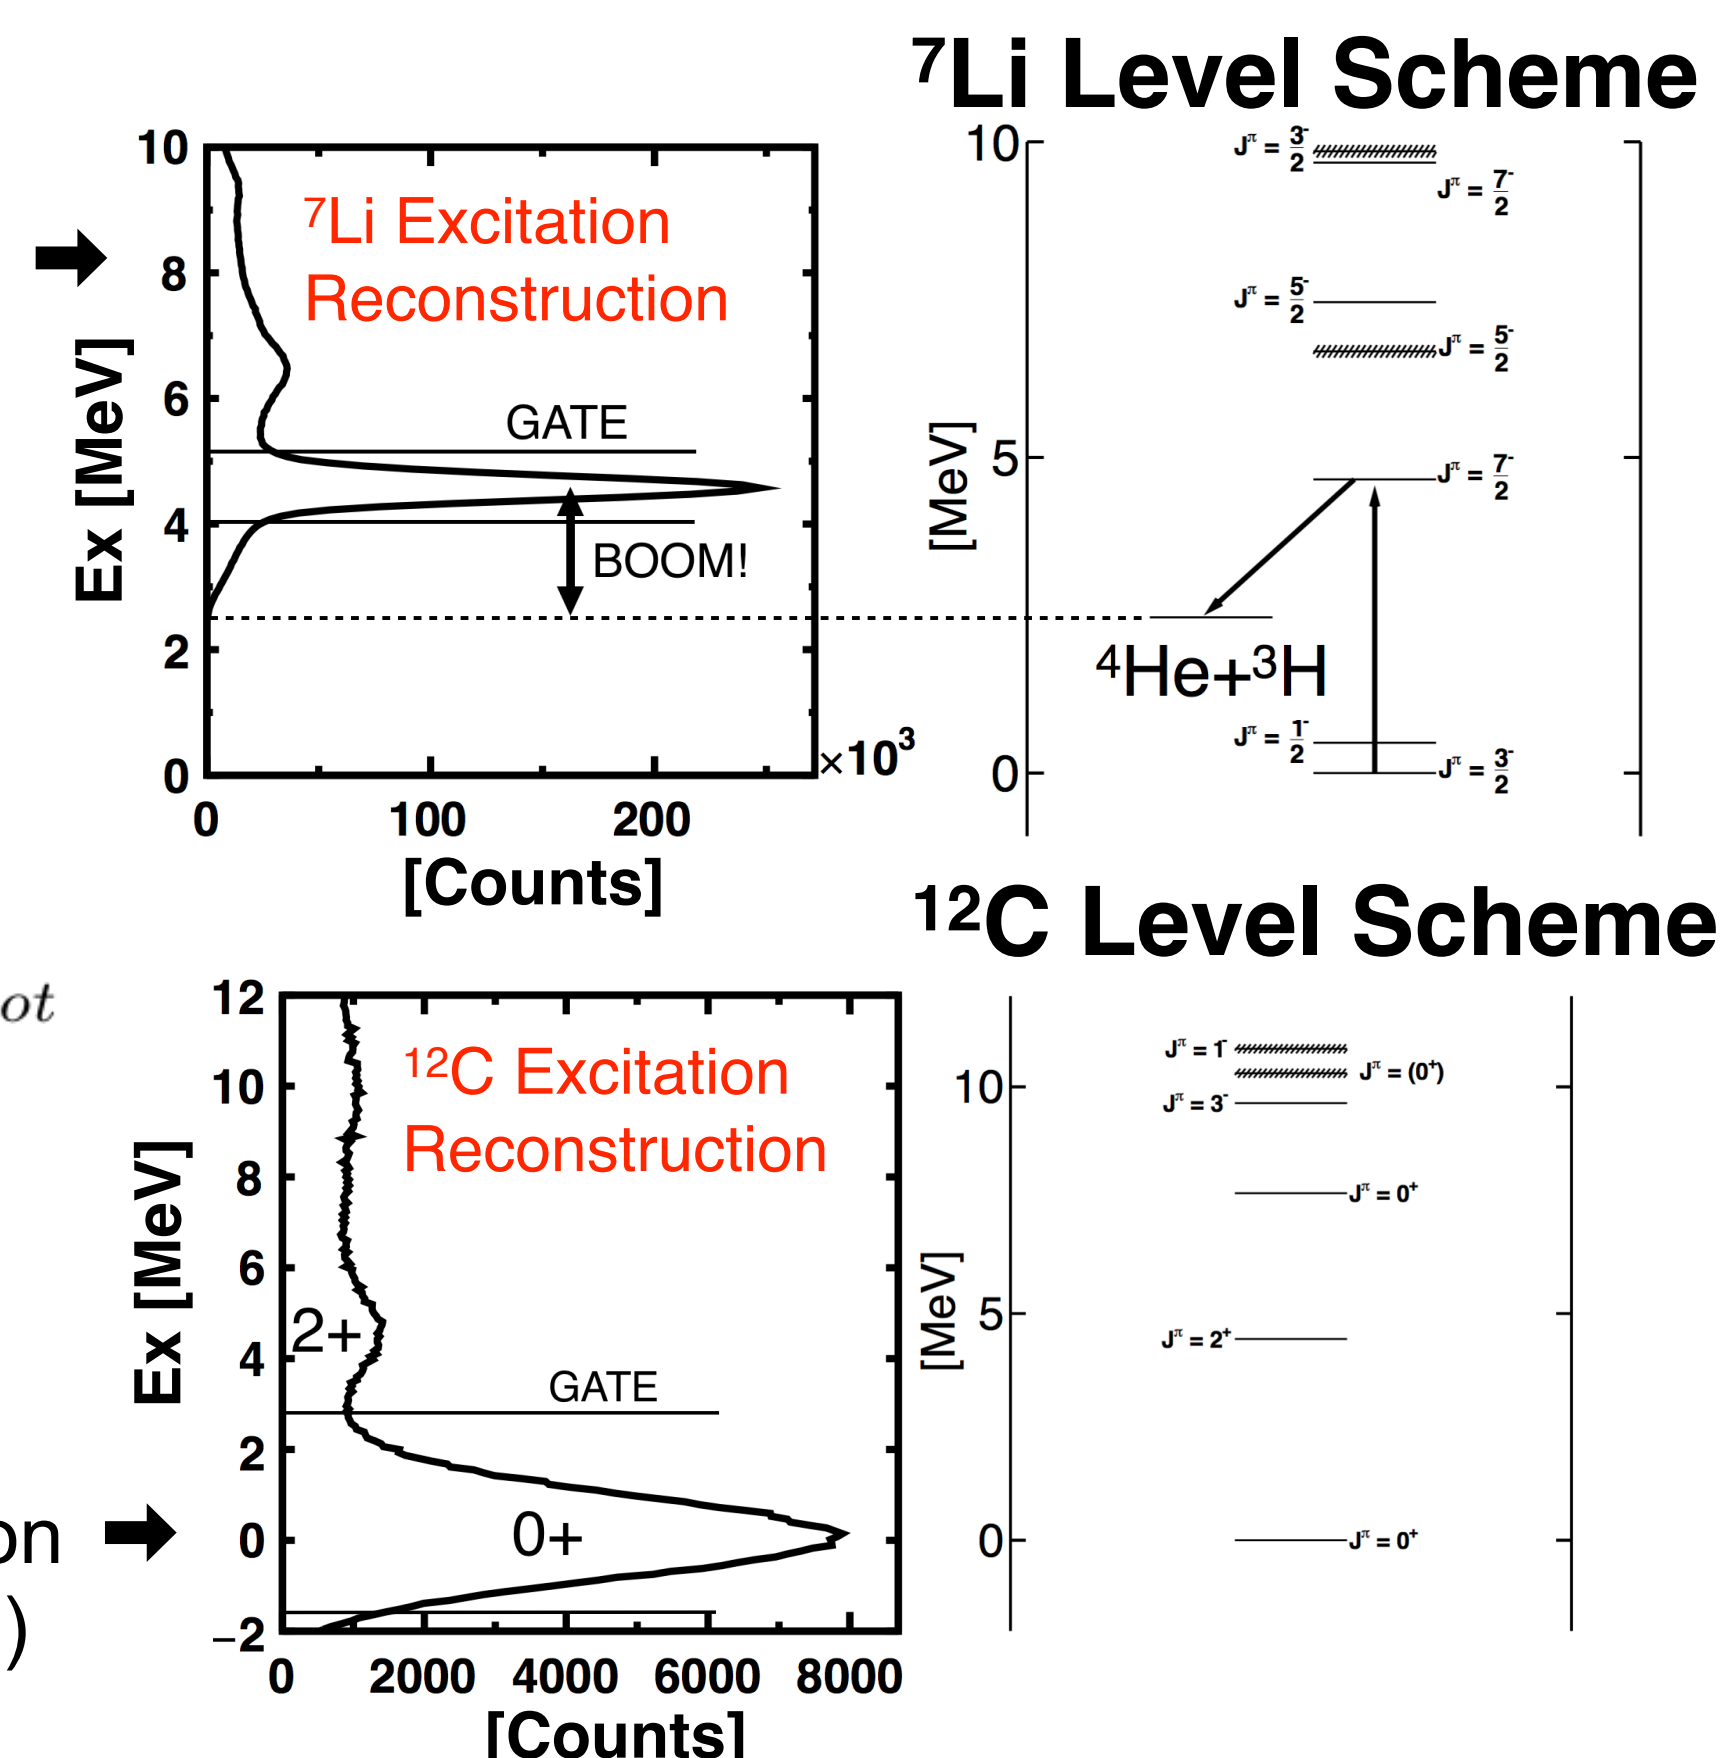 ⁷Li Level Scheme
10
8
6
4
2
0
Ex [MeV]
⁷Li Excitation
Reconstruction
GATE
BOOM!
×10³
0 100 200
[Counts]
10
5
0
[MeV]
Jπ = 3/2⁻
Jπ = 7/2⁻
Jπ = 5/2⁻
Jπ = 5/2⁻
Jπ = 7/2⁻
⁴He+³H
Jπ = 1/2⁻
Jπ = 3/2⁻
¹²C Level Scheme
ot
on
)
12
10
8
6
4
2
0
−2
Ex [MeV]
¹²C Excitation
Reconstruction
2+
GATE
0+
0 2000 4000 6000 8000
[Counts]
10
5
0
[MeV]
Jπ = 1⁻
Jπ = (0⁺)
Jπ = 3⁻
Jπ = 0⁺
Jπ = 2⁺
Jπ = 0⁺